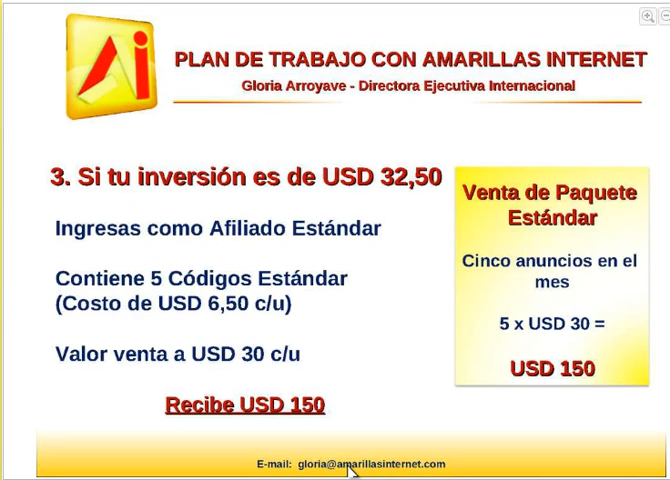 Ai
PLAN DE TRABAJO CON AMARILLAS INTERNET
Gloria Arroyave - Directora Ejecutiva Internacional
3. Si tu inversión es de USD 32,50
Ingresas como Afiliado Estándar
Contiene 5 Códigos Estándar
(Costo de USD 6,50 c/u)
Valor venta a USD 30 c/u
Recibe USD 150
Venta de Paquete
Estándar
Cinco anuncios en el
mes
5 x USD 30 =
USD 150
E-mail: gloria@amarillasinternet.com